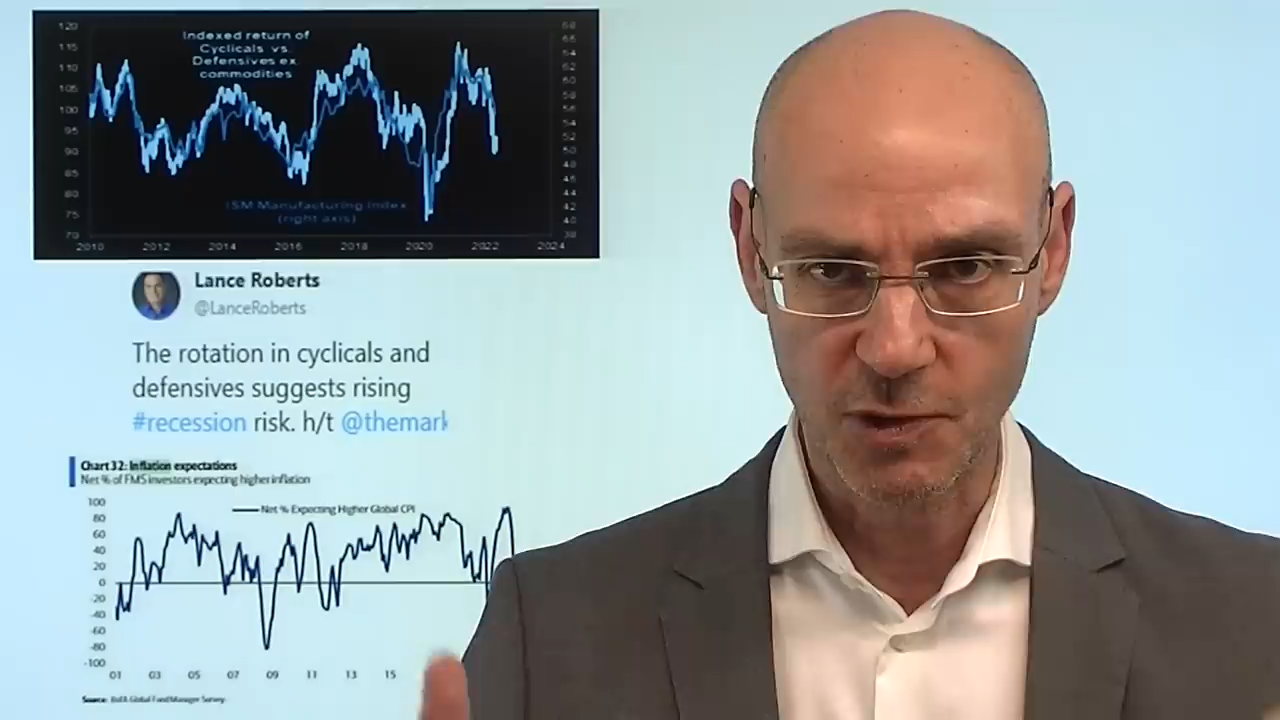 Indexed return of
Cyclicals vs.
Defensives ex
commodities
120
115
110
105
100
95
90
85
80
75
70
68
66
64
62
60
58
56
54
52
50
48
46
44
42
40
38
ISM Manufacturing Index
(right axis)
2010 2012 2014 2016 2018 2020 2022 2024
Lance Roberts
@LanceRoberts
The rotation in cyclicals and
defensives suggests rising
#recession risk. h/t @themark
Chart 32: Inflation expectations
Net % of FMS investors expecting higher inflation
Net % Expecting Higher Global CPI
100
80
60
40
20
0
-20
-40
-60
-80
-100
01 03 05 07 09 11 13 15
Source: BofA Global Fund Manager Survey